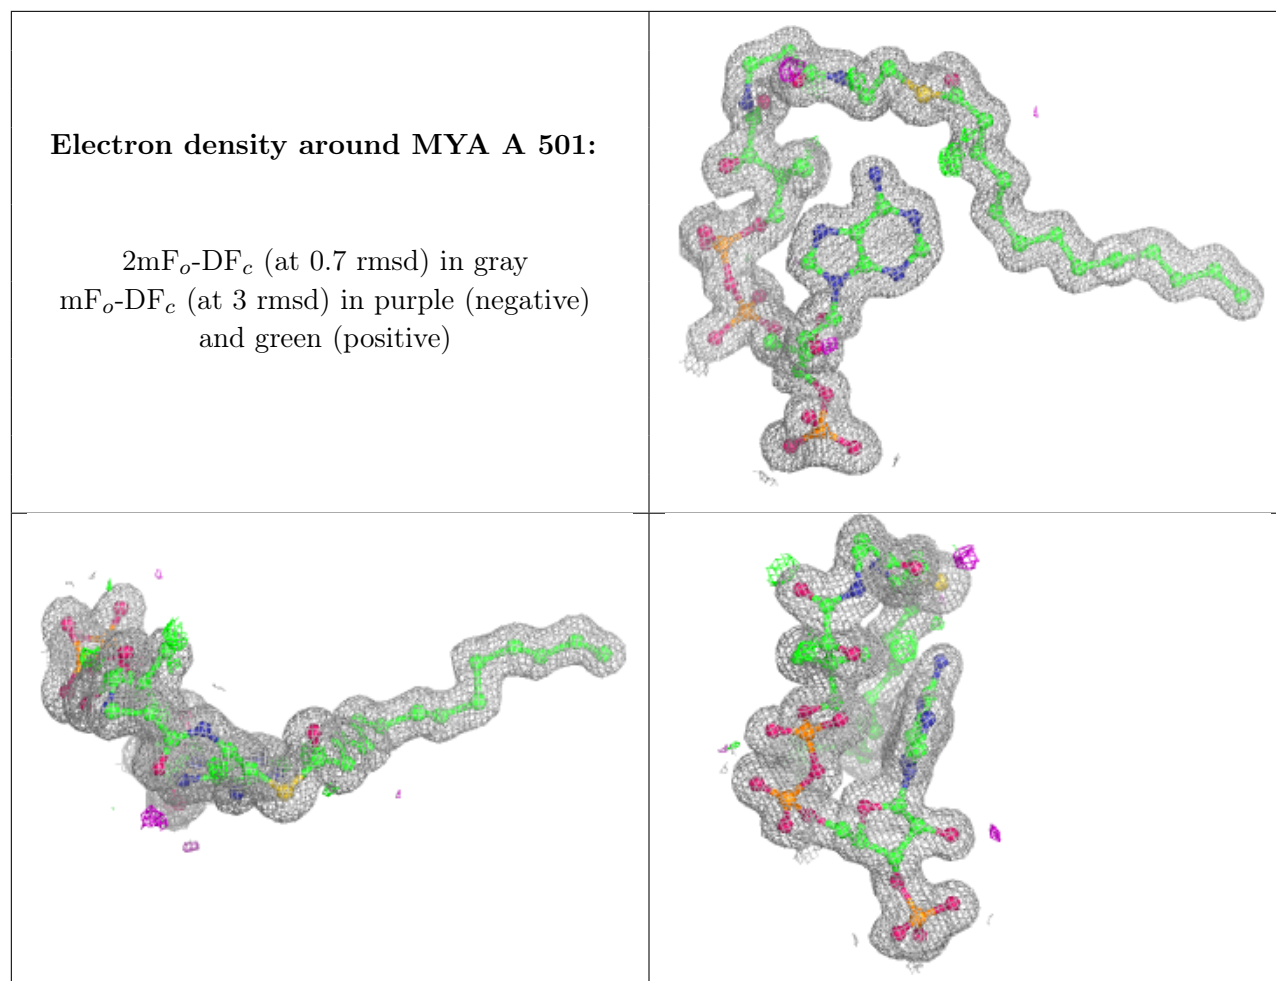 Electron density around MYA A 501:
2mFₒ-DF𝒸 (at 0.7 rmsd) in gray
mFₒ-DF𝒸 (at 3 rmsd) in purple (negative)
and green (positive)